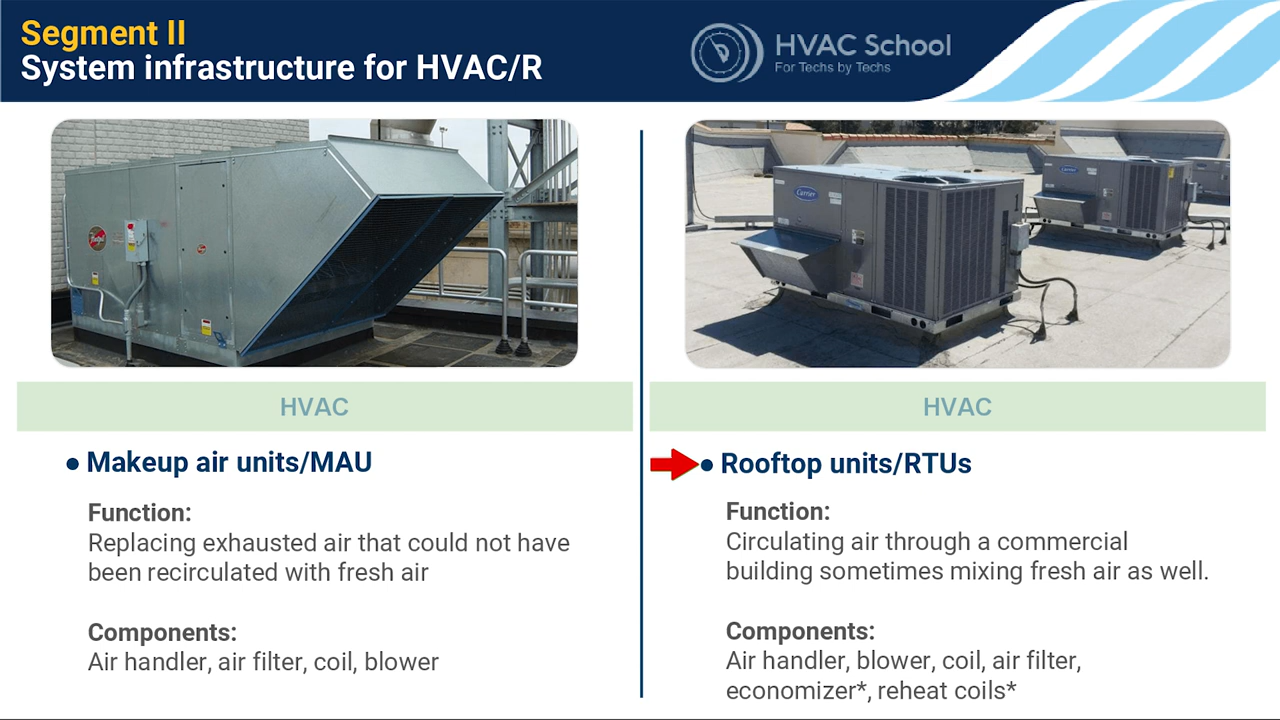 Segment II
System infrastructure for HVAC/R
HVAC School
For Techs by Techs
Carrier
HVAC
HVAC
• Makeup air units/MAU
Function:
Replacing exhausted air that could not have
been recirculated with fresh air
Components:
Air handler, air filter, coil, blower
• Rooftop units/RTUs
Function:
Circulating air through a commercial
building sometimes mixing fresh air as well.
Components:
Air handler, blower, coil, air filter,
economizer*, reheat coils*